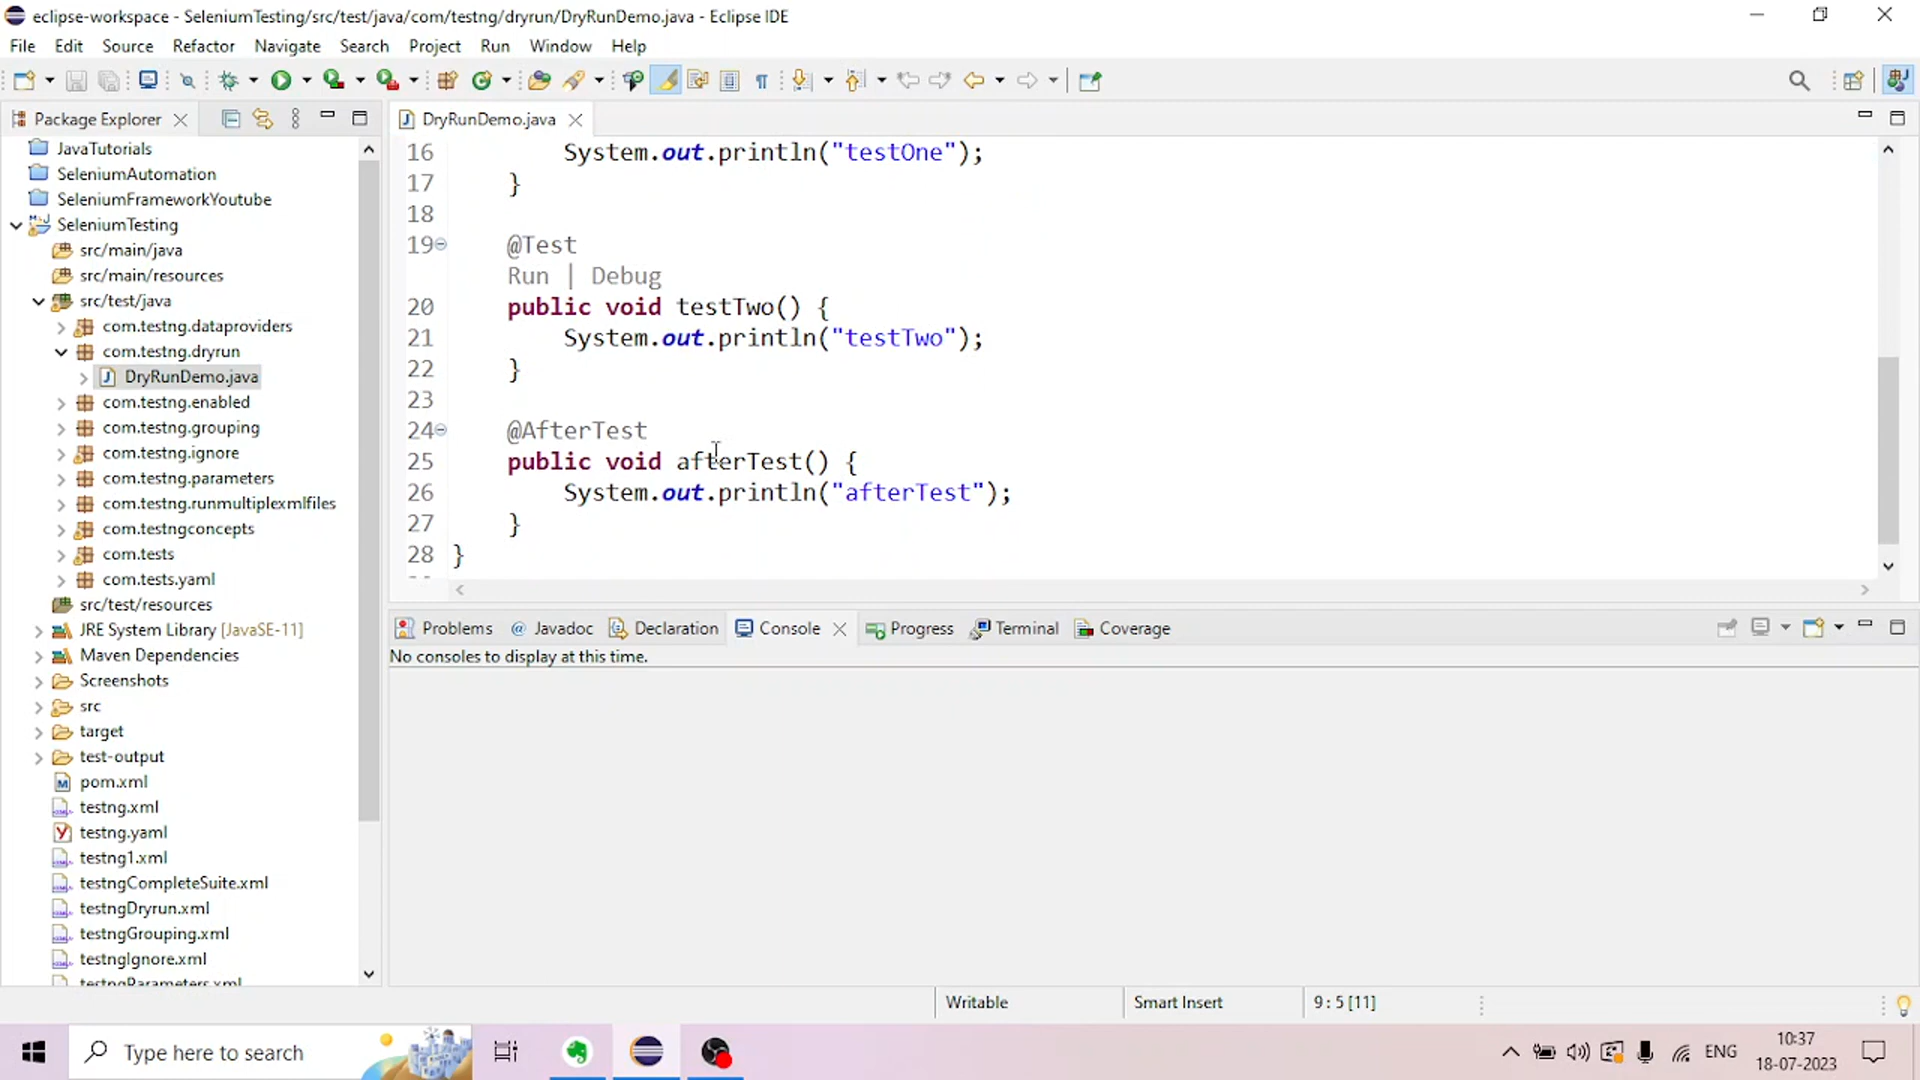 eclipse-workspace - SeleniumTesting/src/test/java/com/testng/dryrun/DryRunDemo.java - Eclipse IDE
File Edit Source Refactor Navigate Search Project Run Window Help
Package Explorer
JavaTutorials
SeleniumAutomation
SeleniumFrameworkYoutube
SeleniumTesting
src/main/java
src/main/resources
src/test/java
com.testng.dataproviders
com.testng.dryrun
DryRunDemo.java
com.testng.enabled
com.testng.grouping
com.testng.ignore
com.testng.parameters
com.testng.runmultiplexmlfiles
com.testngconcepts
com.tests
com.tests.yaml
src/test/resources
JRE System Library [JavaSE-11]
Maven Dependencies
Screenshots
src
target
test-output
pom.xml
testng.xml
testng.yaml
testng1.xml
testngCompleteSuite.xml
testngDryrun.xml
testngGrouping.xml
testngIgnore.xml
testngParameters.xml
DryRunDemo.java
16 System.out.println("testOne");
17 }
18
19 @Test
Run | Debug
20 public void testTwo() {
21 System.out.println("testTwo");
22 }
23
24 @AfterTest
25 public void afterTest() {
26 System.out.println("afterTest");
27 }
28 }
Problems @ Javadoc Declaration Console Progress Terminal Coverage
No consoles to display at this time.
Writable Smart Insert 9 : 5 [11]
Type here to search
ENG
10:37
18-07-2023